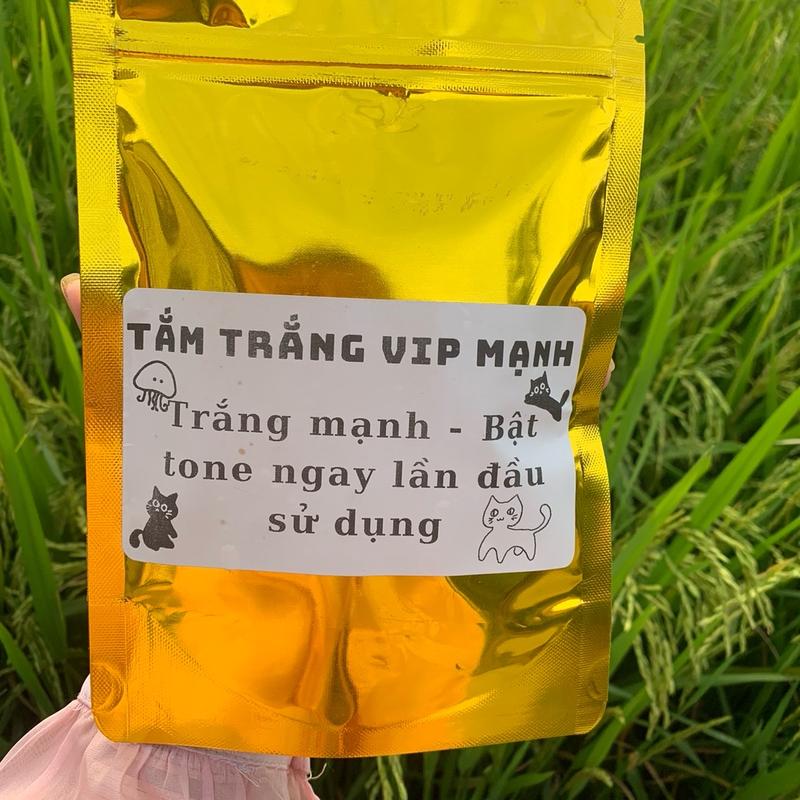 TẮM TRẮNG VIP MẠNH
Trắng mạnh - Bật
tone ngay lần đầu
sử dụng